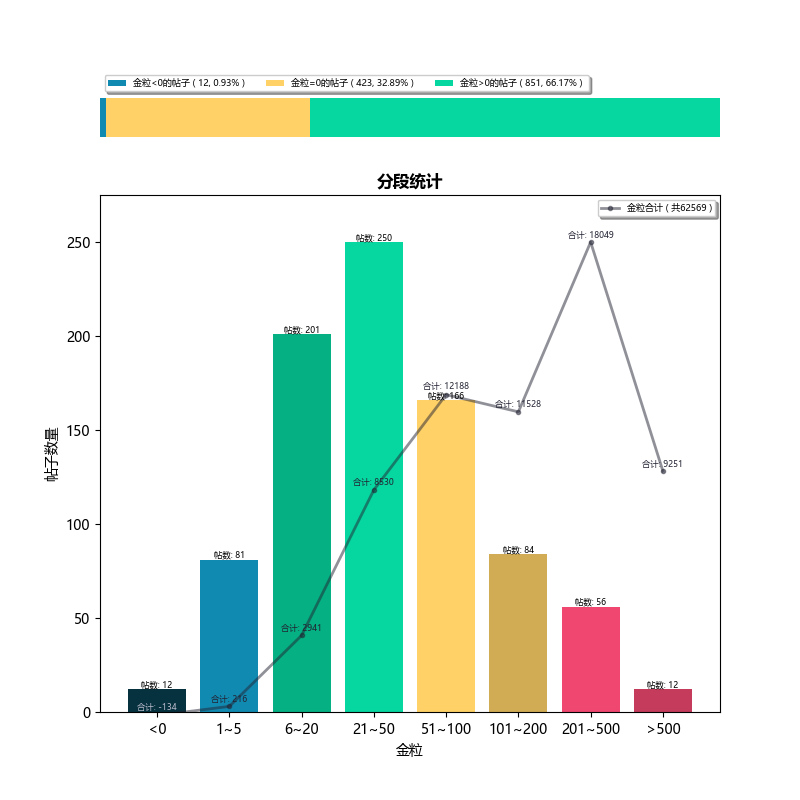 金粒<0的帖子 ( 12, 0.93% ) 金粒=0的帖子 ( 423, 32.89% ) 金粒>0的帖子 ( 851, 66.17% )
分段统计
金粒合计 ( 共62569 )
250
200
150
100
50
0
帖子数量
合计: 18049
帖数: 250
帖数: 201
合计: 12188
帖数: 166
合计: 11528
合计: 9251
合计: 8530
帖数: 81
帖数: 84
合计: 2941
帖数: 56
帖数: 12
帖数: 12
合计: 216
合计: -134
<0 1~5 6~20 21~50 51~100 101~200 201~500 >500
金粒